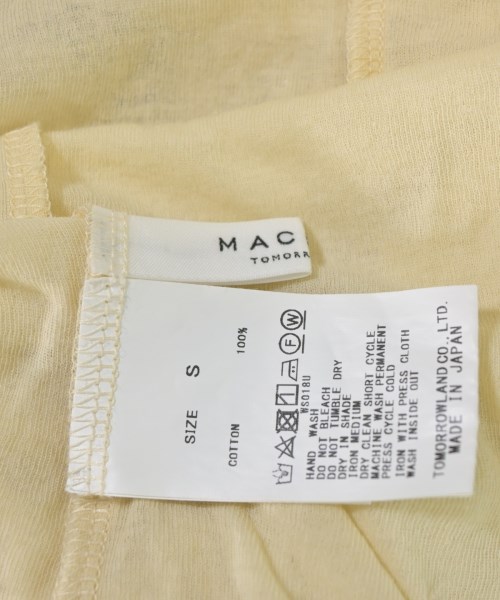 MAC
TOMORR
SIZE S
COTTON 100%
WS018U
HAND WASH
DO NOT BLEACH
DO NOT TUMBLE DRY
DRY IN SHADE
IRON MEDIUM
DRY CLEAN SHORT CYCLE
MACHINE WASH PERMANENT
PRESS CYCLE COLD
IRON WITH PRESS CLOTH
WASH INSIDE OUT
TOMORROWLAND CO., LTD.
MADE IN JAPAN